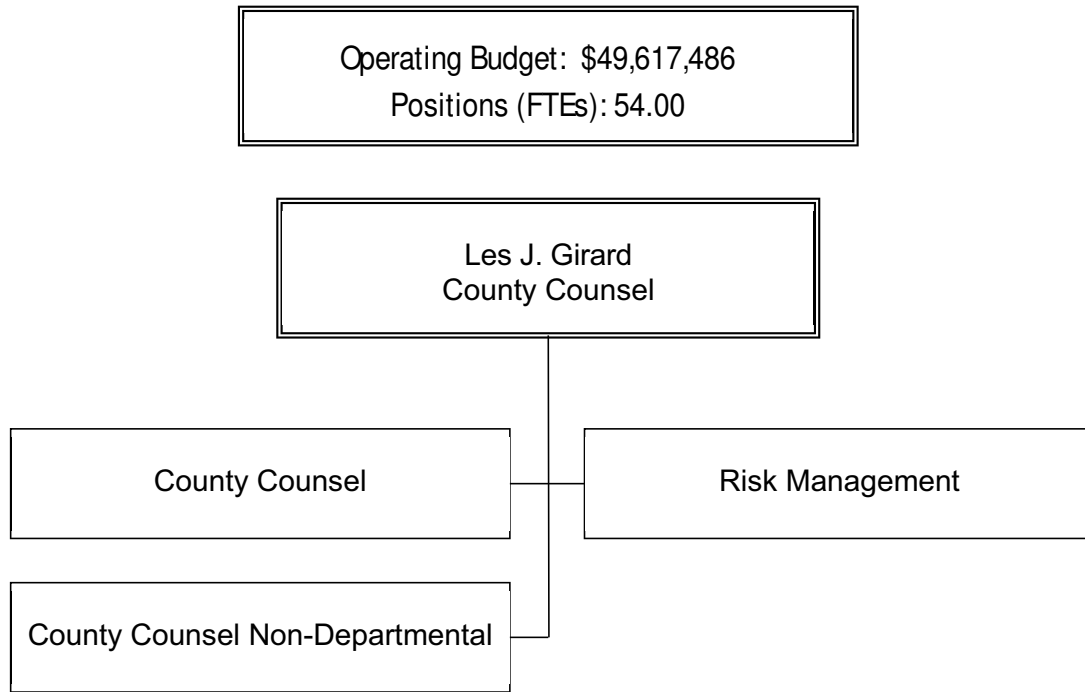 Operating Budget: $49,617,486
Positions (FTEs): 54.00
Les J. Girard
County Counsel
County Counsel
Risk Management
County Counsel Non-Departmental